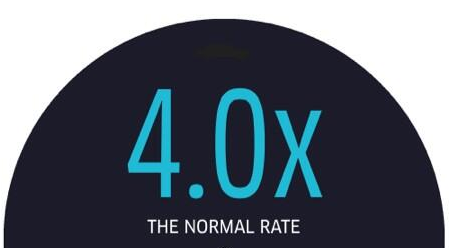 4.0x
THE NORMAL RATE